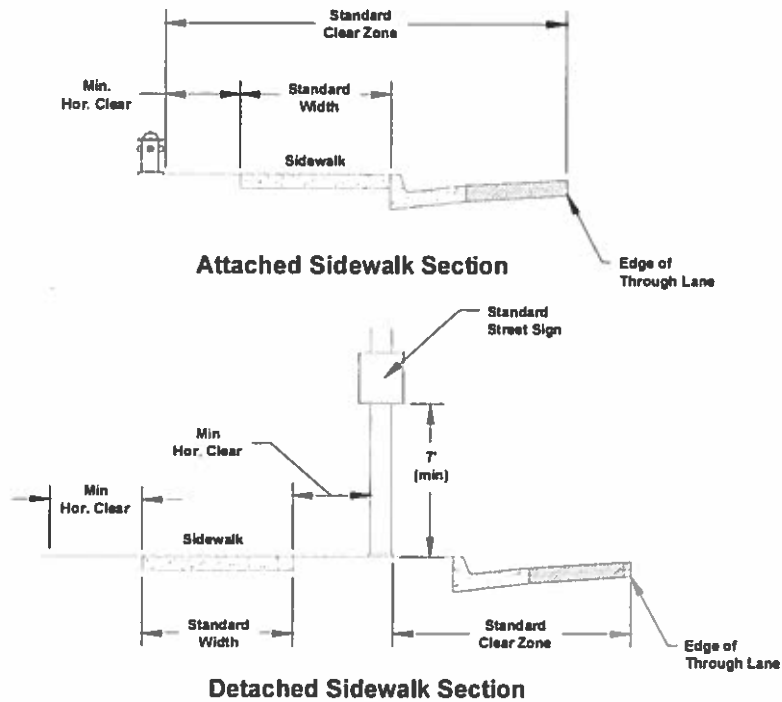 Standard
Clear Zone
Min.
Hor. Clear
Standard
Width
Sidewalk
Attached Sidewalk Section
Edge of
Through Lane
Standard
Street Sign
Min
Hor. Clear
7'
(min)
Min
Hor. Clear
Sidewalk
Standard
Width
Standard
Clear Zone
Edge of
Through Lane
Detached Sidewalk Section